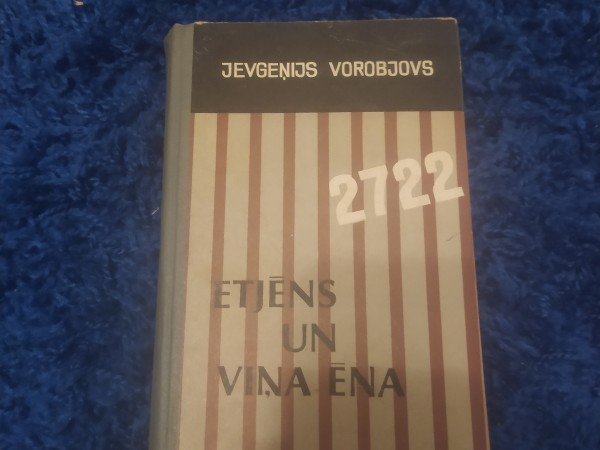 JEVGEŅIJS VOROBJOVS
2722
ETJĒNS
UN
VIŅA ĒNA